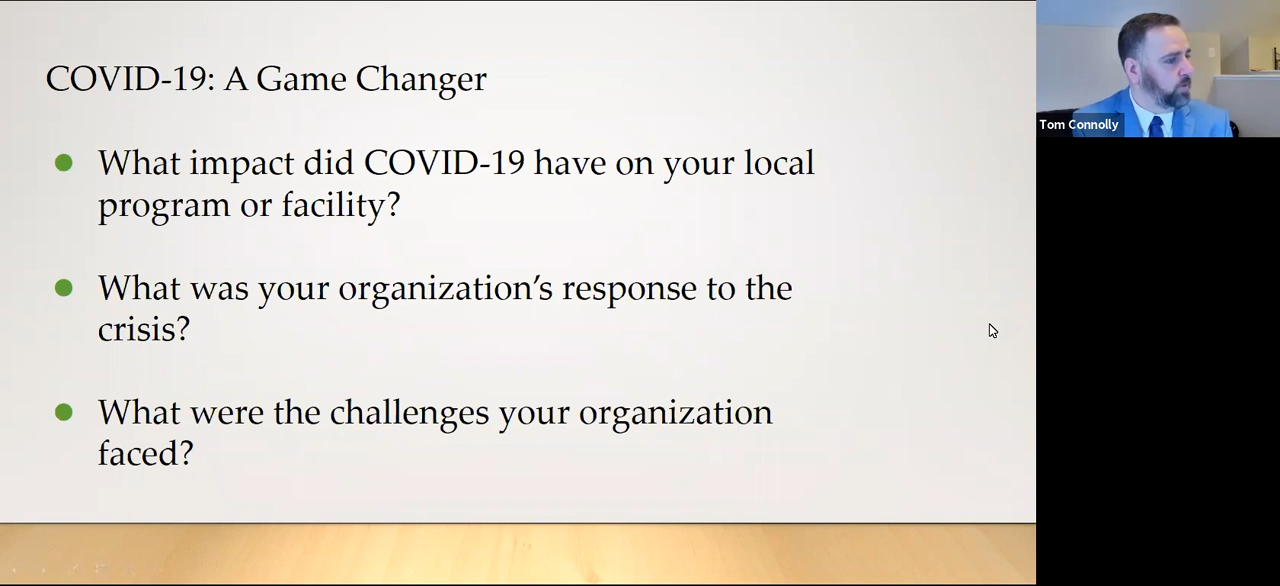 COVID-19: A Game Changer
What impact did COVID-19 have on your local
program or facility?
What was your organization’s response to the
crisis?
What were the challenges your organization
faced?
Tom Connolly